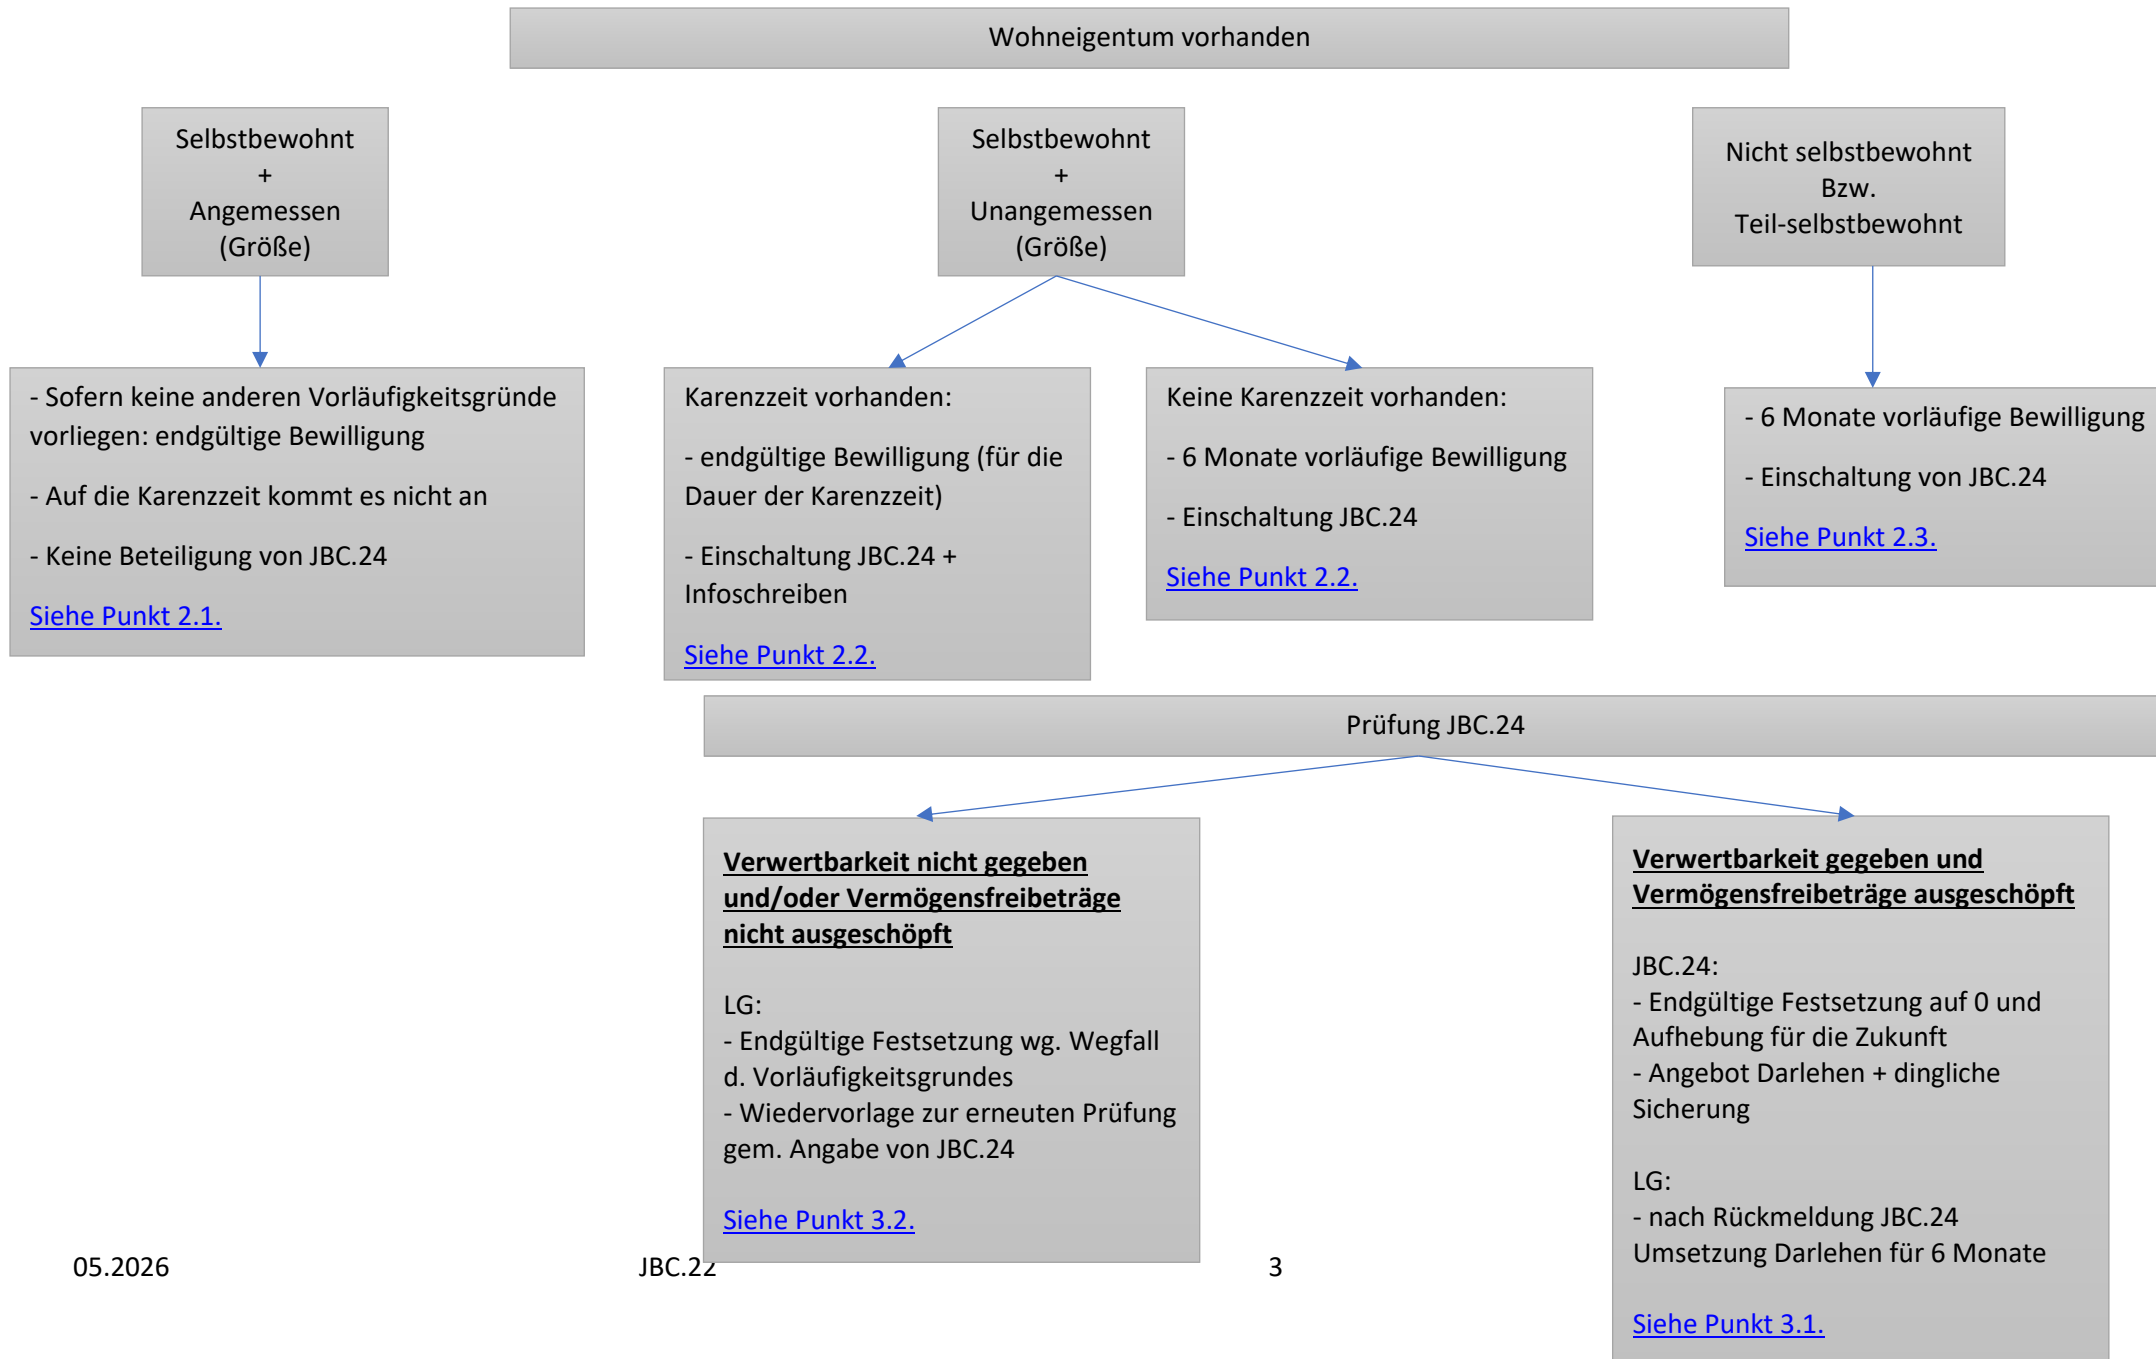 Wohneigentum vorhanden
Selbstbewohnt
+
Angemessen
(Größe)
Selbstbewohnt
+
Unangemessen
(Größe)
Nicht selbstbewohnt
Bzw.
Teil-selbstbewohnt
- Sofern keine anderen Vorläufigkeitsgründe
vorliegen: endgültige Bewilligung
- Auf die Karenzzeit kommt es nicht an
- Keine Beteiligung von JBC.24
Siehe Punkt 2.1.
Karenzzeit vorhanden:
- endgültige Bewilligung (für die
Dauer der Karenzzeit)
- Einschaltung JBC.24 +
Infoschreiben
Siehe Punkt 2.2.
Keine Karenzzeit vorhanden:
- 6 Monate vorläufige Bewilligung
- Einschaltung JBC.24
Siehe Punkt 2.2.
- 6 Monate vorläufige Bewilligung
- Einschaltung von JBC.24
Siehe Punkt 2.3.
Prüfung JBC.24
Verwertbarkeit nicht gegeben
und/oder Vermögensfreibeträge
nicht ausgeschöpft
LG:
- Endgültige Festsetzung wg. Wegfall
d. Vorläufigkeitsgrundes
- Wiedervorlage zur erneuten Prüfung
gem. Angabe von JBC.24
Siehe Punkt 3.2.
Verwertbarkeit gegeben und
Vermögensfreibeträge ausgeschöpft
JBC.24:
- Endgültige Festsetzung auf 0 und
Aufhebung für die Zukunft
- Angebot Darlehen + dingliche
Sicherung
LG:
- nach Rückmeldung JBC.24
Umsetzung Darlehen für 6 Monate
Siehe Punkt 3.1.
05.2026 JBC.22 3